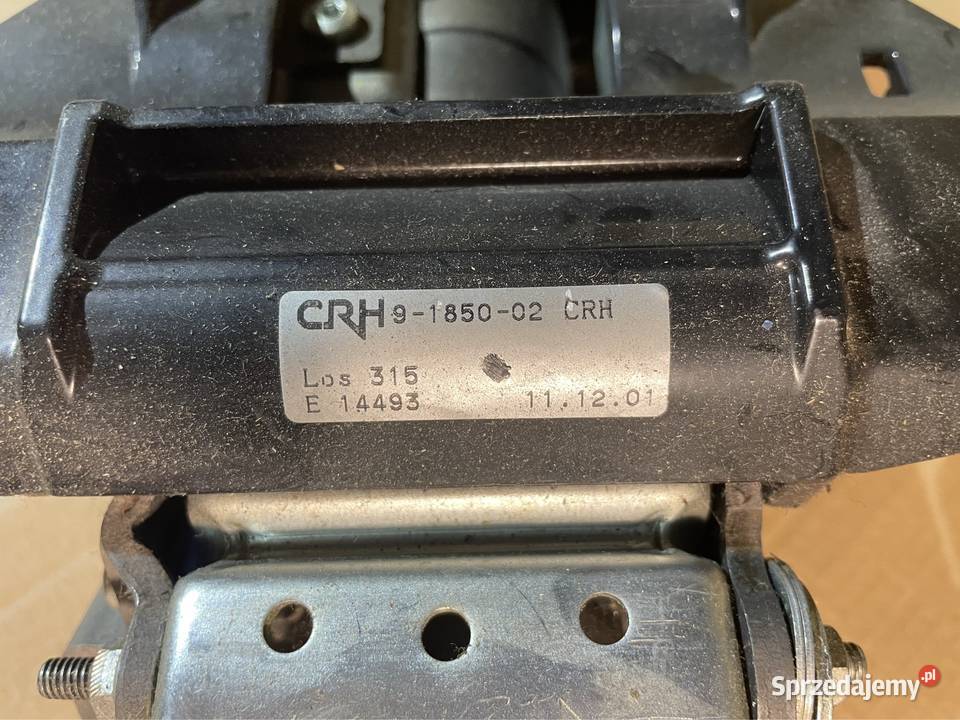 CRH 9-1850-02 CRH
Los 315
E 14493 11.12.01
Sprzedajemy.pl